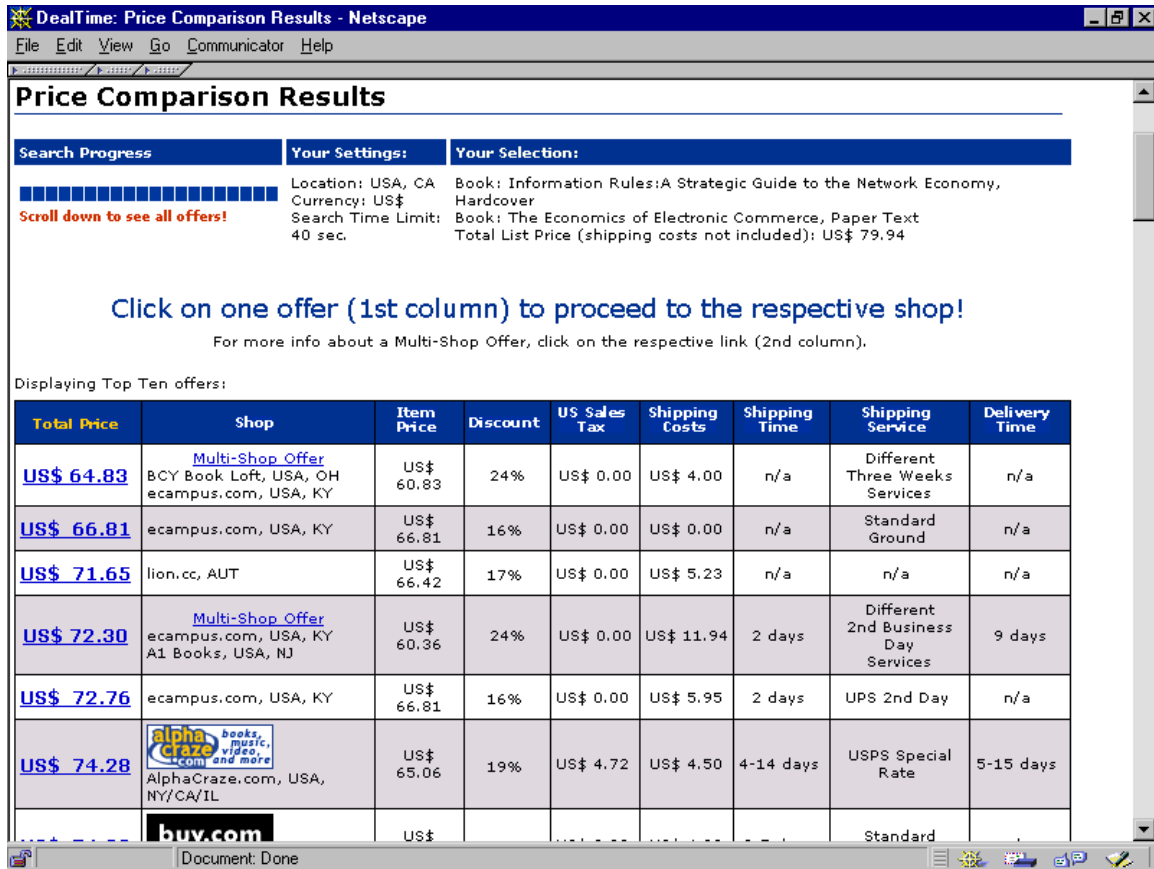 DealTime: Price Comparison Results - Netscape
File Edit View Go Communicator Help
Price Comparison Results
Search Progress
Your Settings:
Your Selection:
Scroll down to see all offers!
Location: USA, CA
Currency: US$
Search Time Limit:
40 sec.
Book: Information Rules:A Strategic Guide to the Network Economy,
Hardcover
Book: The Economics of Electronic Commerce, Paper Text
Total List Price (shipping costs not included): US$ 79.94
Click on one offer (1st column) to proceed to the respective shop!
For more info about a Multi-Shop Offer, click on the respective link (2nd column).
Displaying Top Ten offers:
Total Price
Shop
Item
Price
Discount
US Sales
Tax
Shipping
Costs
Shipping
Time
Shipping
Service
Delivery
Time
US$ 64.83
Multi-Shop Offer
BCY Book Loft, USA, OH
ecampus.com, USA, KY
US$
60.83
24%
US$ 0.00
US$ 4.00
n/a
Different
Three Weeks
Services
n/a
US$ 66.81
ecampus.com, USA, KY
US$
66.81
16%
US$ 0.00
US$ 0.00
n/a
Standard
Ground
n/a
US$ 71.65
lion.cc, AUT
US$
66.42
17%
US$ 0.00
US$ 5.23
n/a
n/a
n/a
US$ 72.30
Multi-Shop Offer
ecampus.com, USA, KY
A1 Books, USA, NJ
US$
60.36
24%
US$ 0.00
US$ 11.94
2 days
Different
2nd Business
Day
Services
9 days
US$ 72.76
ecampus.com, USA, KY
US$
66.81
16%
US$ 0.00
US$ 5.95
2 days
UPS 2nd Day
n/a
US$ 74.28
alpha
craze
.com
books,
music,
video,
and more
AlphaCraze.com, USA,
NY/CA/IL
US$
65.06
19%
US$ 4.72
US$ 4.50
4-14 days
USPS Special
Rate
5-15 days
buy.com
US$
Standard
Document: Done